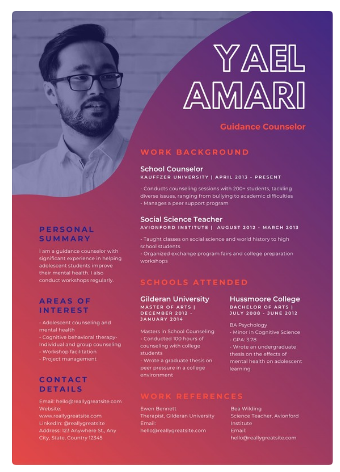 YAEL
AMARI
Guidance Counselor
WORK BACKGROUND
School Counselor
KAUFFZER UNIVERSITY | APRIL 2013 - PRESENT
- Conducts counseling sessions with 200+ students, tackling
diverse issues, ranging from bullying to academic difficulties
- Manages a peer support program
Social Science Teacher
AVIONFORD INSTITUTE | AUGUST 2012 - MARCH 2013
- Taught classes on social science and world history to high
school students
- Organized exchange program fairs and college preparation
workshops
PERSONAL
SUMMARY
I am a guidance counselor with
significant experience in helping
adolescent students improve
their mental health. I also
conduct workshops regularly.
AREAS OF
INTEREST
- Adolescent counseling and
mental health
- Cognitive behavioral therapy-
Individual and group counseling
- Workshop facilitation
- Project management
CONTACT
DETAILS
Email: hello@reallygreatsite.com
Website:
www.reallygreatsite.com
LinkedIn: @reallygreatsite
Address: 123 Anywhere St., Any
City, State, Country 12345
SCHOOLS ATTENDED
Gilderan University
MASTER OF ARTS |
DECEMBER 2012 -
JANUARY 2014
Masters in School Counseling
- Conducted 100 hours of
counseling with college
students
- Wrote a graduate thesis on
peer pressure in a college
environment
Hussmoore College
BACHELOR OF ARTS |
JULY 2008 - JUNE 2012
BA Psychology
- Minor in Cognitive Science
- GPA: 3.78
- Wrote an undergraduate
thesis on the effects of
mental health on adolescent
learning
WORK REFERENCES
Ewen Bennett
Therapist, Gilderan University
Email:
hello@reallygreatsite.com
Bea Wilding
Science Teacher, Avionford
Institute
Email:
hello@reallygreatsite.com